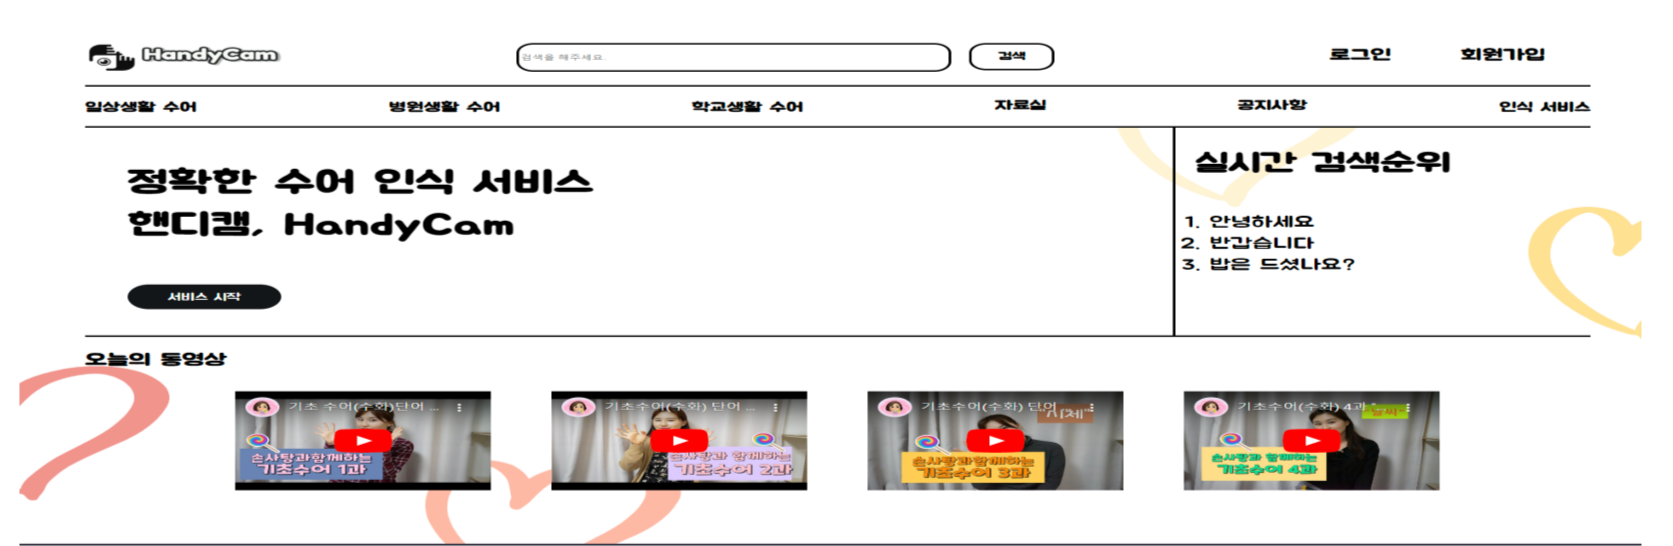 HandyCam
검색을 해주세요.
검색
로그인
회원가입
일상생활 수어
병원생활 수어
학교생활 수어
자료실
공지사항
인식 서비스
정확한 수어 인식 서비스
핸디캠, HandyCam
서비스 시작
실시간 검색순위
1. 안녕하세요
2. 반갑습니다
3. 밥은 드셨나요?
오늘의 동영상
기초 수어(수화)단어 ...
손사탕과함께하는
기초수어 1과
기초수어(수화) 단어 ...
손사탕과 함께하는
기초수어 2과
기초수어(수화) 단어
손사탕과함께하는
기초수어 3과
기초수어(수화) 4과
"날씨"
손사탕과 함께하는
기초수어 4과